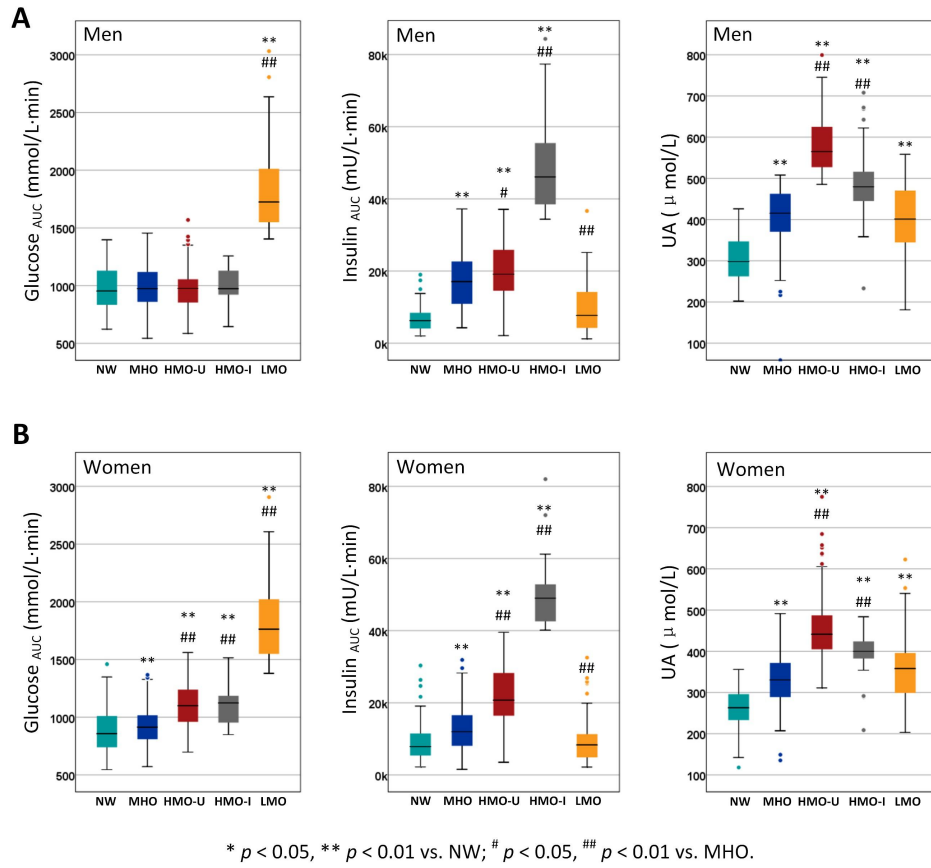 A
Men
Glucose AUC (mmol/L·min)
3000
2500
2000
1500
1000
500
**
##
NW MHO HMO-U HMO-I LMO
Men
Insulin AUC (mU/L·min)
80k
60k
40k
20k
0k
**
**
#
**
##
##
NW MHO HMO-U HMO-I LMO
Men
UA ( μ mol/L)
800
700
600
500
400
300
200
100
**
**
##
**
##
**
NW MHO HMO-U HMO-I LMO
B
Women
Glucose AUC (mmol/L·min)
3000
2500
2000
1500
1000
500
**
**
##
**
##
**
##
NW MHO HMO-U HMO-I LMO
Women
Insulin AUC (mU/L·min)
80k
60k
40k
20k
0k
**
**
##
**
##
##
NW MHO HMO-U HMO-I LMO
Women
UA ( μ mol/L)
800
700
600
500
400
300
200
100
**
**
##
**
##
**
NW MHO HMO-U HMO-I LMO
* p < 0.05, ** p < 0.01 vs. NW; # p < 0.05, ## p < 0.01 vs. MHO.